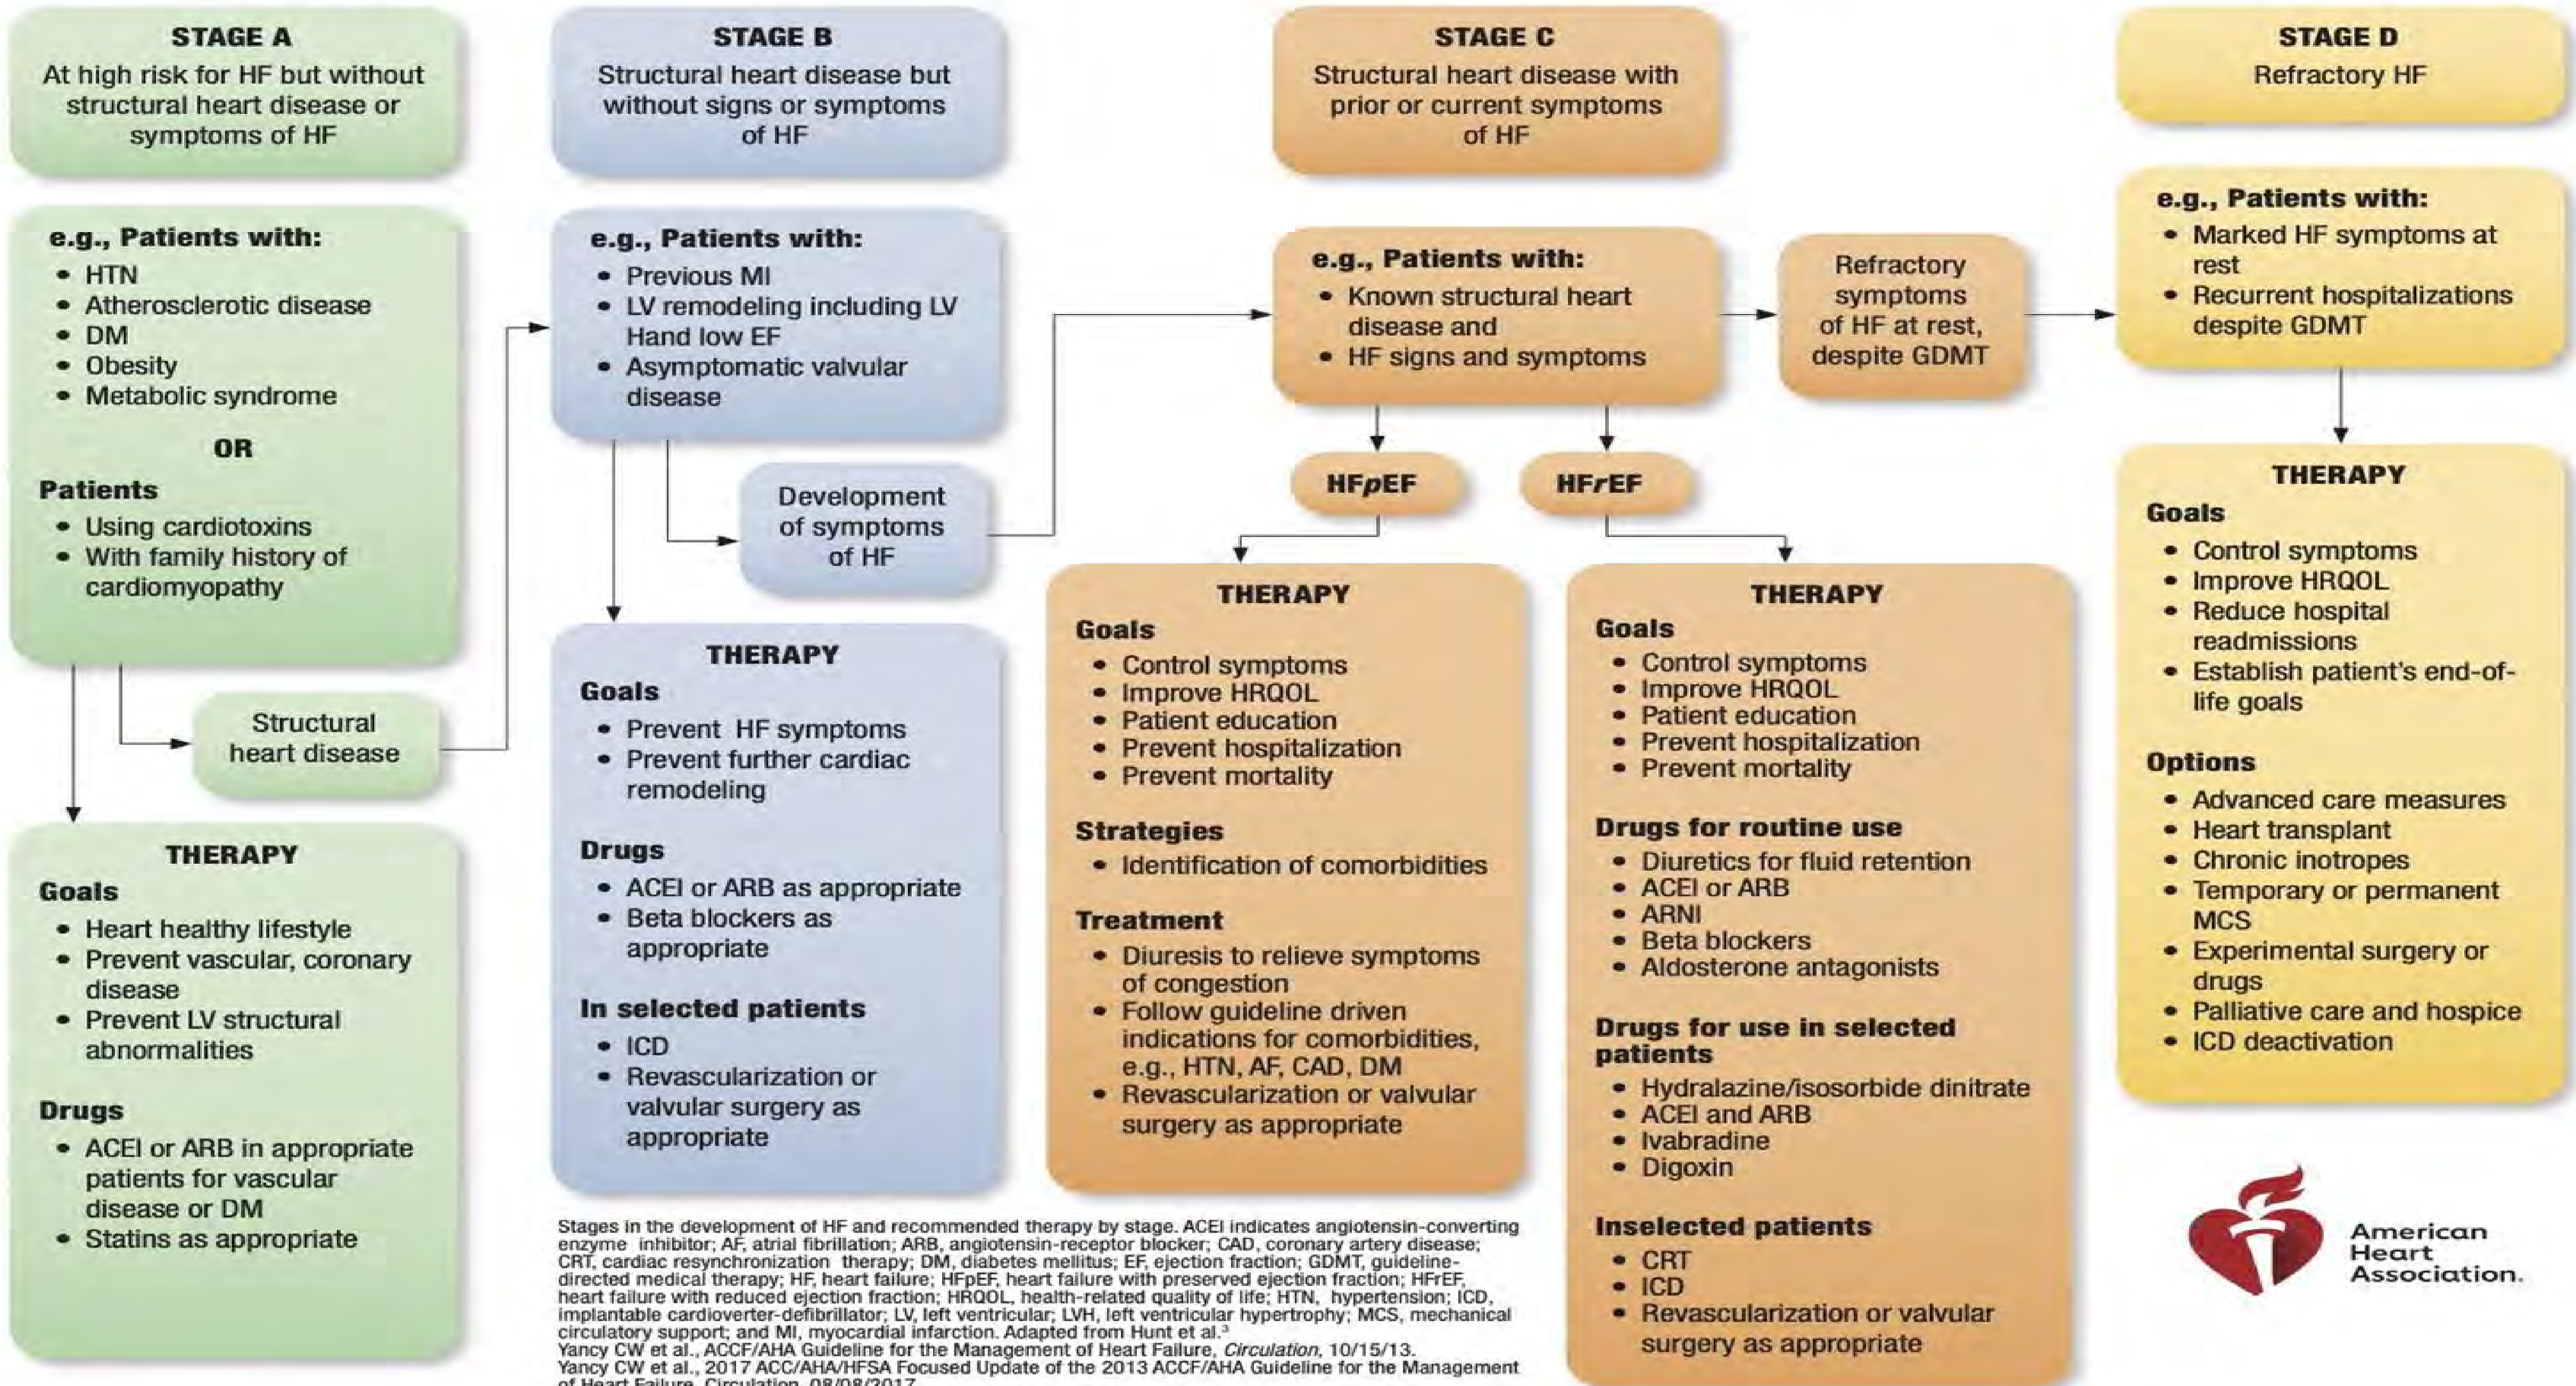 STAGE A
At high risk for HF but without
structural heart disease or
symptoms of HF
e.g., Patients with:
• HTN
• Atherosclerotic disease
• DM
• Obesity
• Metabolic syndrome
OR
Patients
• Using cardiotoxins
• With family history of
cardiomyopathy
Structural
heart disease
THERAPY
Goals
• Heart healthy lifestyle
• Prevent vascular, coronary
disease
• Prevent LV structural
abnormalities
Drugs
• ACEI or ARB in appropriate
patients for vascular
disease or DM
• Statins as appropriate
STAGE B
Structural heart disease but
without signs or symptoms
of HF
e.g., Patients with:
• Previous MI
• LV remodeling including LV
Hand low EF
• Asymptomatic valvular
disease
Development
of symptoms
of HF
THERAPY
Goals
• Prevent HF symptoms
• Prevent further cardiac
remodeling
Drugs
• ACEI or ARB as appropriate
• Beta blockers as
appropriate
In selected patients
• ICD
• Revascularization or
valvular surgery as
appropriate
STAGE C
Structural heart disease with
prior or current symptoms
of HF
e.g., Patients with:
• Known structural heart
disease and
• HF signs and symptoms
Refractory
symptoms
of HF at rest,
despite GDMT
HFpEF
HFrEF
THERAPY
Goals
• Control symptoms
• Improve HRQOL
• Patient education
• Prevent hospitalization
• Prevent mortality
Strategies
• Identification of comorbidities
Treatment
• Diuresis to relieve symptoms
of congestion
• Follow guideline driven
indications for comorbidities,
e.g., HTN, AF, CAD, DM
• Revascularization or valvular
surgery as appropriate
THERAPY
Goals
• Control symptoms
• Improve HRQOL
• Patient education
• Prevent hospitalization
• Prevent mortality
Drugs for routine use
• Diuretics for fluid retention
• ACEI or ARB
• ARNI
• Beta blockers
• Aldosterone antagonists
Drugs for use in selected
patients
• Hydralazine/isosorbide dinitrate
• ACEI and ARB
• Ivabradine
• Digoxin
Inselected patients
• CRT
• ICD
• Revascularization or valvular
surgery as appropriate
STAGE D
Refractory HF
e.g., Patients with:
• Marked HF symptoms at
rest
• Recurrent hospitalizations
despite GDMT
THERAPY
Goals
• Control symptoms
• Improve HRQOL
• Reduce hospital
readmissions
• Establish patient's end-of-
life goals
Options
• Advanced care measures
• Heart transplant
• Chronic inotropes
• Temporary or permanent
MCS
• Experimental surgery or
drugs
• Palliative care and hospice
• ICD deactivation
Stages in the development of HF and recommended therapy by stage. ACEI indicates angiotensin-converting
enzyme inhibitor; AF, atrial fibrillation; ARB, angiotensin-receptor blocker; CAD, coronary artery disease;
CRT, cardiac resynchronization therapy; DM, diabetes mellitus; EF, ejection fraction; GDMT, guideline-
directed medical therapy; HF, heart failure; HFpEF, heart failure with preserved ejection fraction; HFrEF,
heart failure with reduced ejection fraction; HRQOL, health-related quality of life; HTN, hypertension; ICD,
implantable cardioverter-defibrillator; LV, left ventricular; LVH, left ventricular hypertrophy; MCS, mechanical
circulatory support; and MI, myocardial infarction. Adapted from Hunt et al.³
Yancy CW et al., ACCF/AHA Guideline for the Management of Heart Failure, Circulation, 10/15/13.
Yancy CW et al., 2017 ACC/AHA/HFSA Focused Update of the 2013 ACCF/AHA Guideline for the Management
of Heart Failure, Circulation, 08/08/2017
American
Heart
Association.